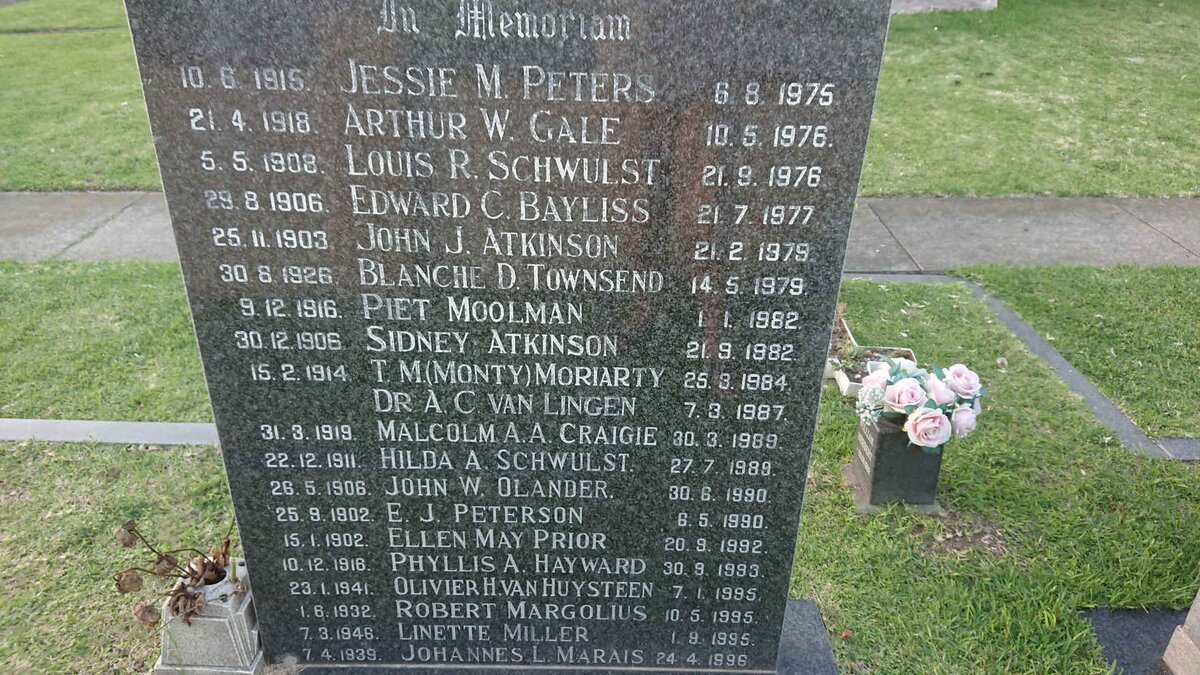 In Memoriam
10. 6. 1915. JESSIE M. PETERS 6. 8. 1975.
21. 4. 1918. ARTHUR W. GALE 10. 5. 1976.
5. 5. 1908. LOUIS R. SCHWULST 21. 9. 1976
29. 8. 1906. EDWARD C. BAYLISS 21. 7. 1977
25. 11. 1903 JOHN J. ATKINSON 21. 2. 1979.
30. 8. 1926. BLANCHE D. TOWNSEND 14. 5. 1979.
9. 12. 1916. PIET MOOLMAN 1. 1. 1982.
30. 12. 1906. SIDNEY ATKINSON 21. 9. 1982
15. 2. 1914. T. M. (MONTY) MORIARTY 25. 3. 1984.
DR A. C. VAN LINGEN 7. 3. 1987.
31. 3. 1919. MALCOLM A. A. CRAIGIE 30. 3. 1989.
22. 12. 1911. HILDA A. SCHWULST. 27. 7. 1989.
26. 5. 1906. JOHN W. OLANDER. 30. 6. 1990.
25. 9. 1902. E. J. PETERSON 6. 5. 1990.
15. 1. 1902. ELLEN MAY PRIOR 20. 9. 1992.
10. 12. 1916. PHYLLIS A. HAYWARD 30. 9. 1993.
23. 1. 1941. OLIVIER H. VAN HUYSTEEN 7. 1. 1995.
1. 6. 1932. ROBERT MARGOLIUS 10. 5. 1995.
7. 3. 1946. LINETTE MILLER 1. 9. 1995.
7. 4. 1939. JOHANNES L. MARAIS 24. 4. 1996